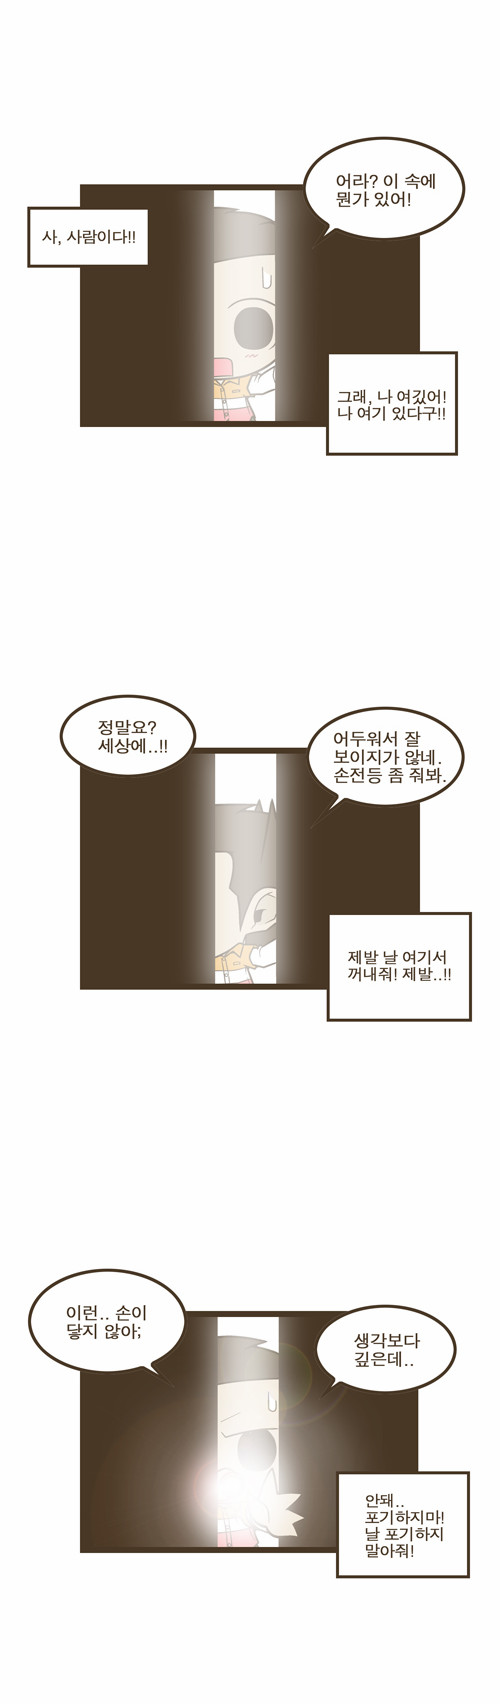 어라? 이 속에
뭔가 있어!
사, 사람이다!!
그래, 나 여깄어!
나 여기 있다구!!
정말요?
세상에..!!
어두워서 잘
보이지가 않네.
손전등 좀 줘봐.
제발 날 여기서
꺼내줘! 제발..!!
이런.. 손이
닿지 않아;
생각보다
깊은데..
안돼..
포기하지마!
날 포기하지
말아줘!